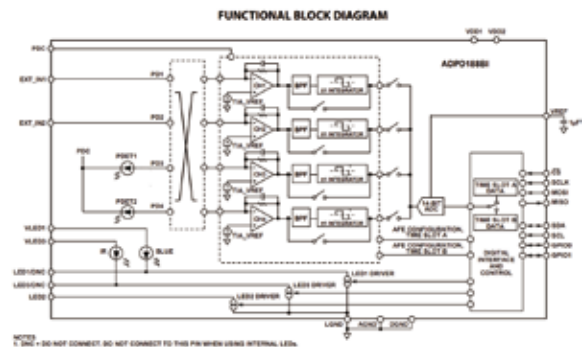 FUNCTIONAL BLOCK DIAGRAM
VDD1 VDD2
PDC
ADPD188BI
EXT_IN1
PD1
CH1
BPF
±1 INTEGRATOR
TIA_VREF
VREF
1µF
EXT_IN2
PD2
CH2
BPF
±1 INTEGRATOR
TIA_VREF
PDC
PDET1
PD3
CH3
BPF
±1 INTEGRATOR
TIA_VREF
PDET2
PD4
CH4
BPF
±1 INTEGRATOR
TIA_VREF
14-BIT
ADC
TIME SLOT A
DATA
TIME SLOT B
DATA
DIGITAL
INTERFACE
AND
CONTROL
CS
SCLK
MOSI
MISO
SDA
SCL
GPIO0
GPIO1
AFE CONFIGURATION,
TIME SLOT A
AFE CONFIGURATION,
TIME SLOT B
VLED1
VLED3
IR
BLUE
LED1/DNC
LED3/DNC
LED2
LED1 DRIVER
LED3 DRIVER
LED2 DRIVER
LGND
AGND
DGND
NOTES
1. DNC = DO NOT CONNECT. DO NOT CONNECT TO THIS PIN WHEN USING INTERNAL LEDs.